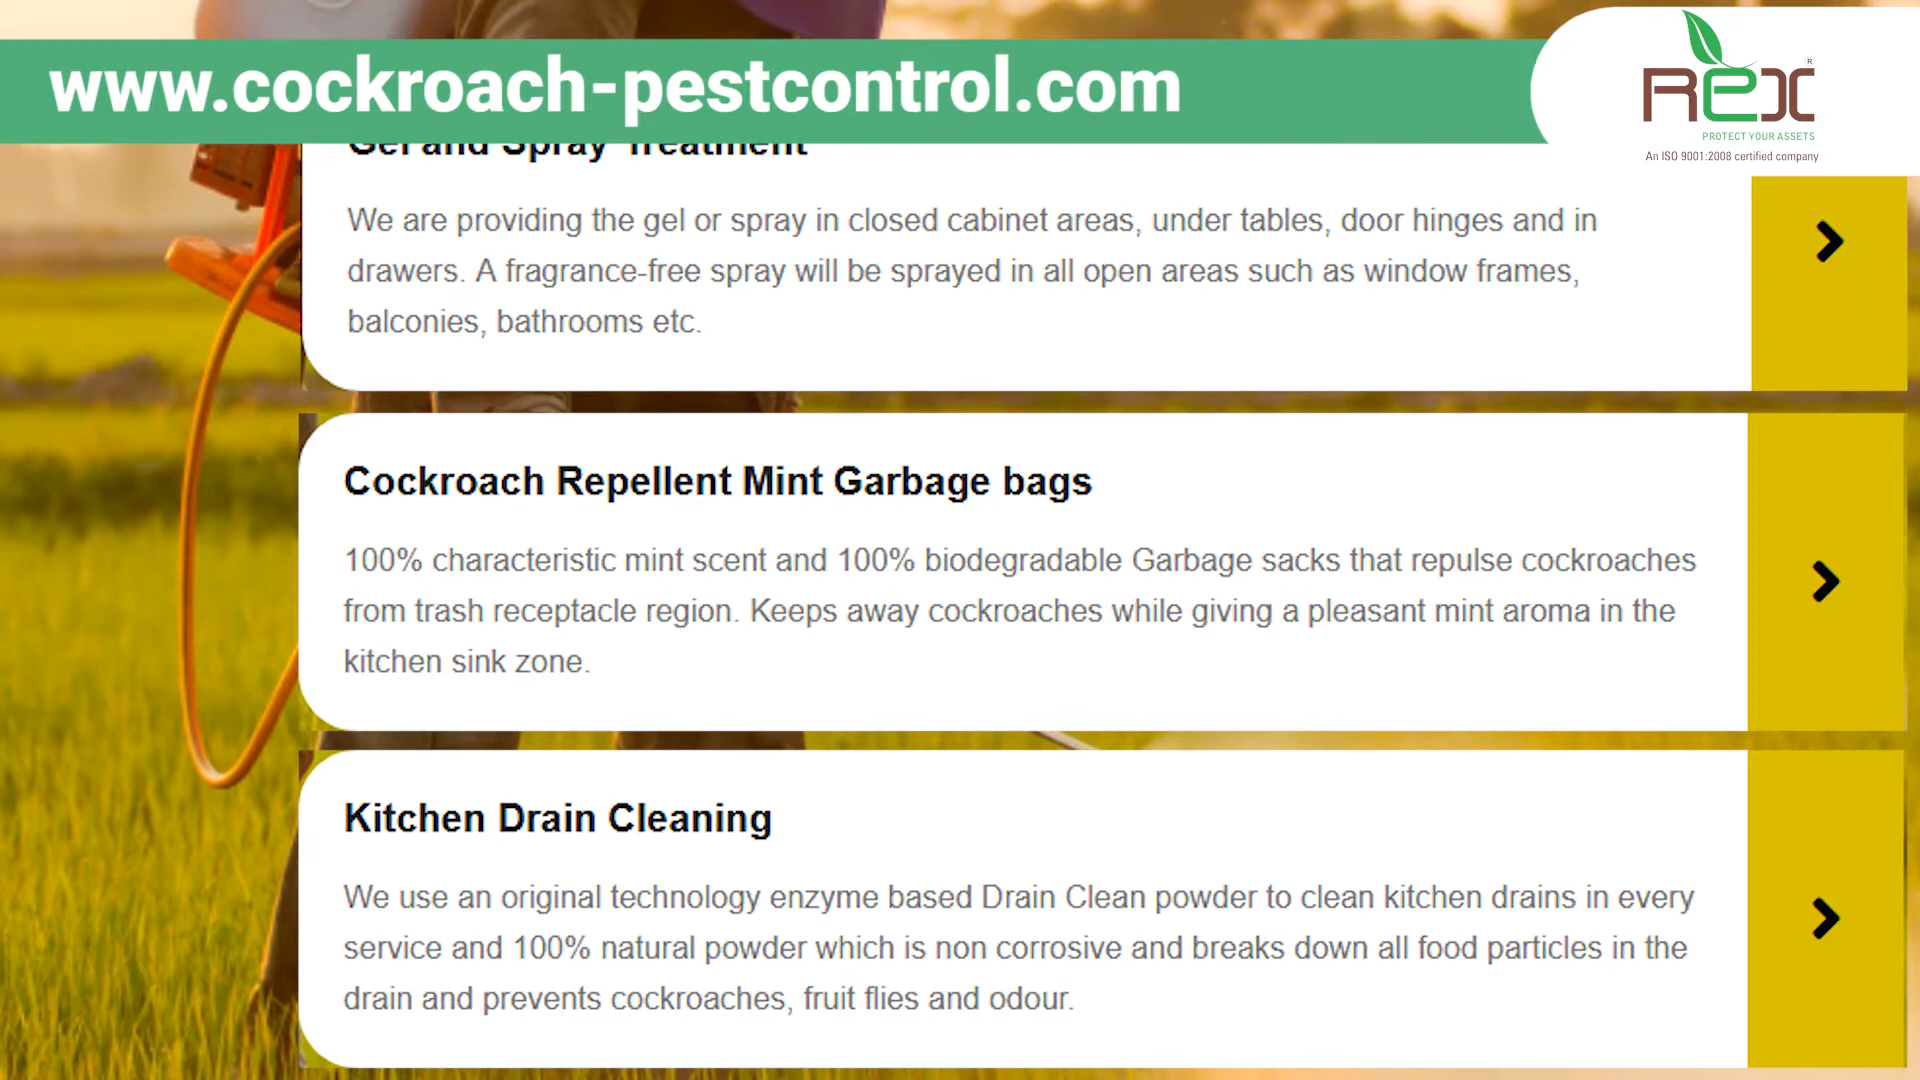 www.cockroach-pestcontrol.com
REX®
PROTECT YOUR ASSETS
An ISO 9001:2008 certified company
Gel and Spray Treatment
We are providing the gel or spray in closed cabinet areas, under tables, door hinges and in
drawers. A fragrance-free spray will be sprayed in all open areas such as window frames,
balconies, bathrooms etc.
Cockroach Repellent Mint Garbage bags
100% characteristic mint scent and 100% biodegradable Garbage sacks that repulse cockroaches
from trash receptacle region. Keeps away cockroaches while giving a pleasant mint aroma in the
kitchen sink zone.
Kitchen Drain Cleaning
We use an original technology enzyme based Drain Clean powder to clean kitchen drains in every
service and 100% natural powder which is non corrosive and breaks down all food particles in the
drain and prevents cockroaches, fruit flies and odour.